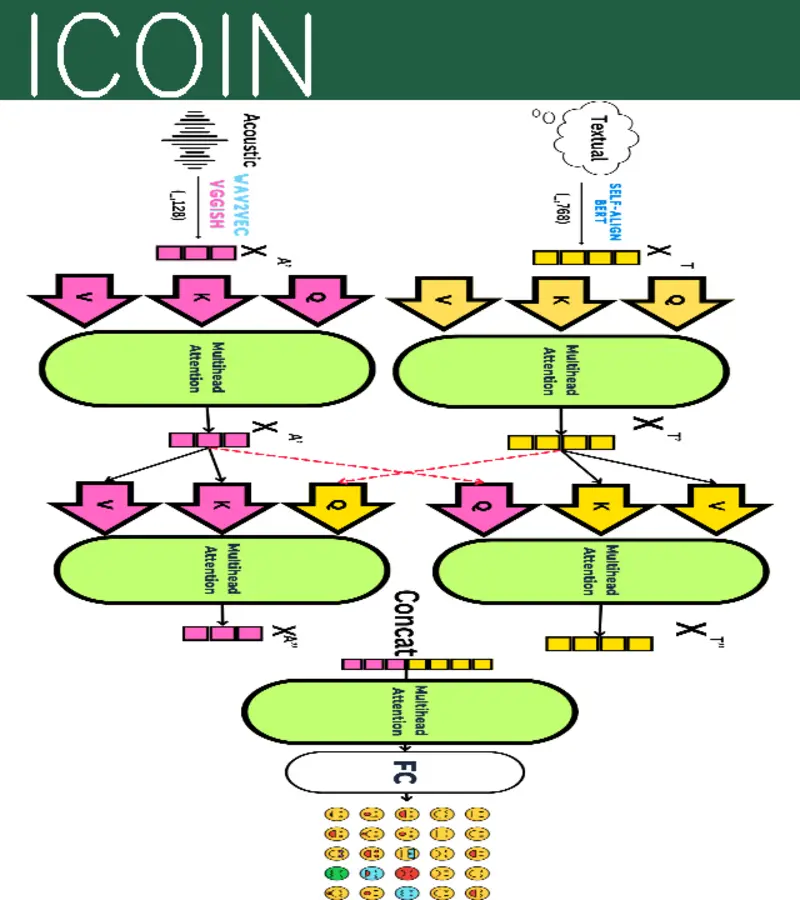 ICOIN
Acoustic
WAV2VEC
VGGISH
(_,128)
Textual
SELF-ALIGN
BERT
(_,768)
X A'
X T
V
K
Q
V
K
Q
Multihead
Attention
Multihead
Attention
X A'
X T'
V
K
Q
Q
K
V
Multihead
Attention
Multihead
Attention
X A"
X T"
Concat
Multihead
Attention
FC